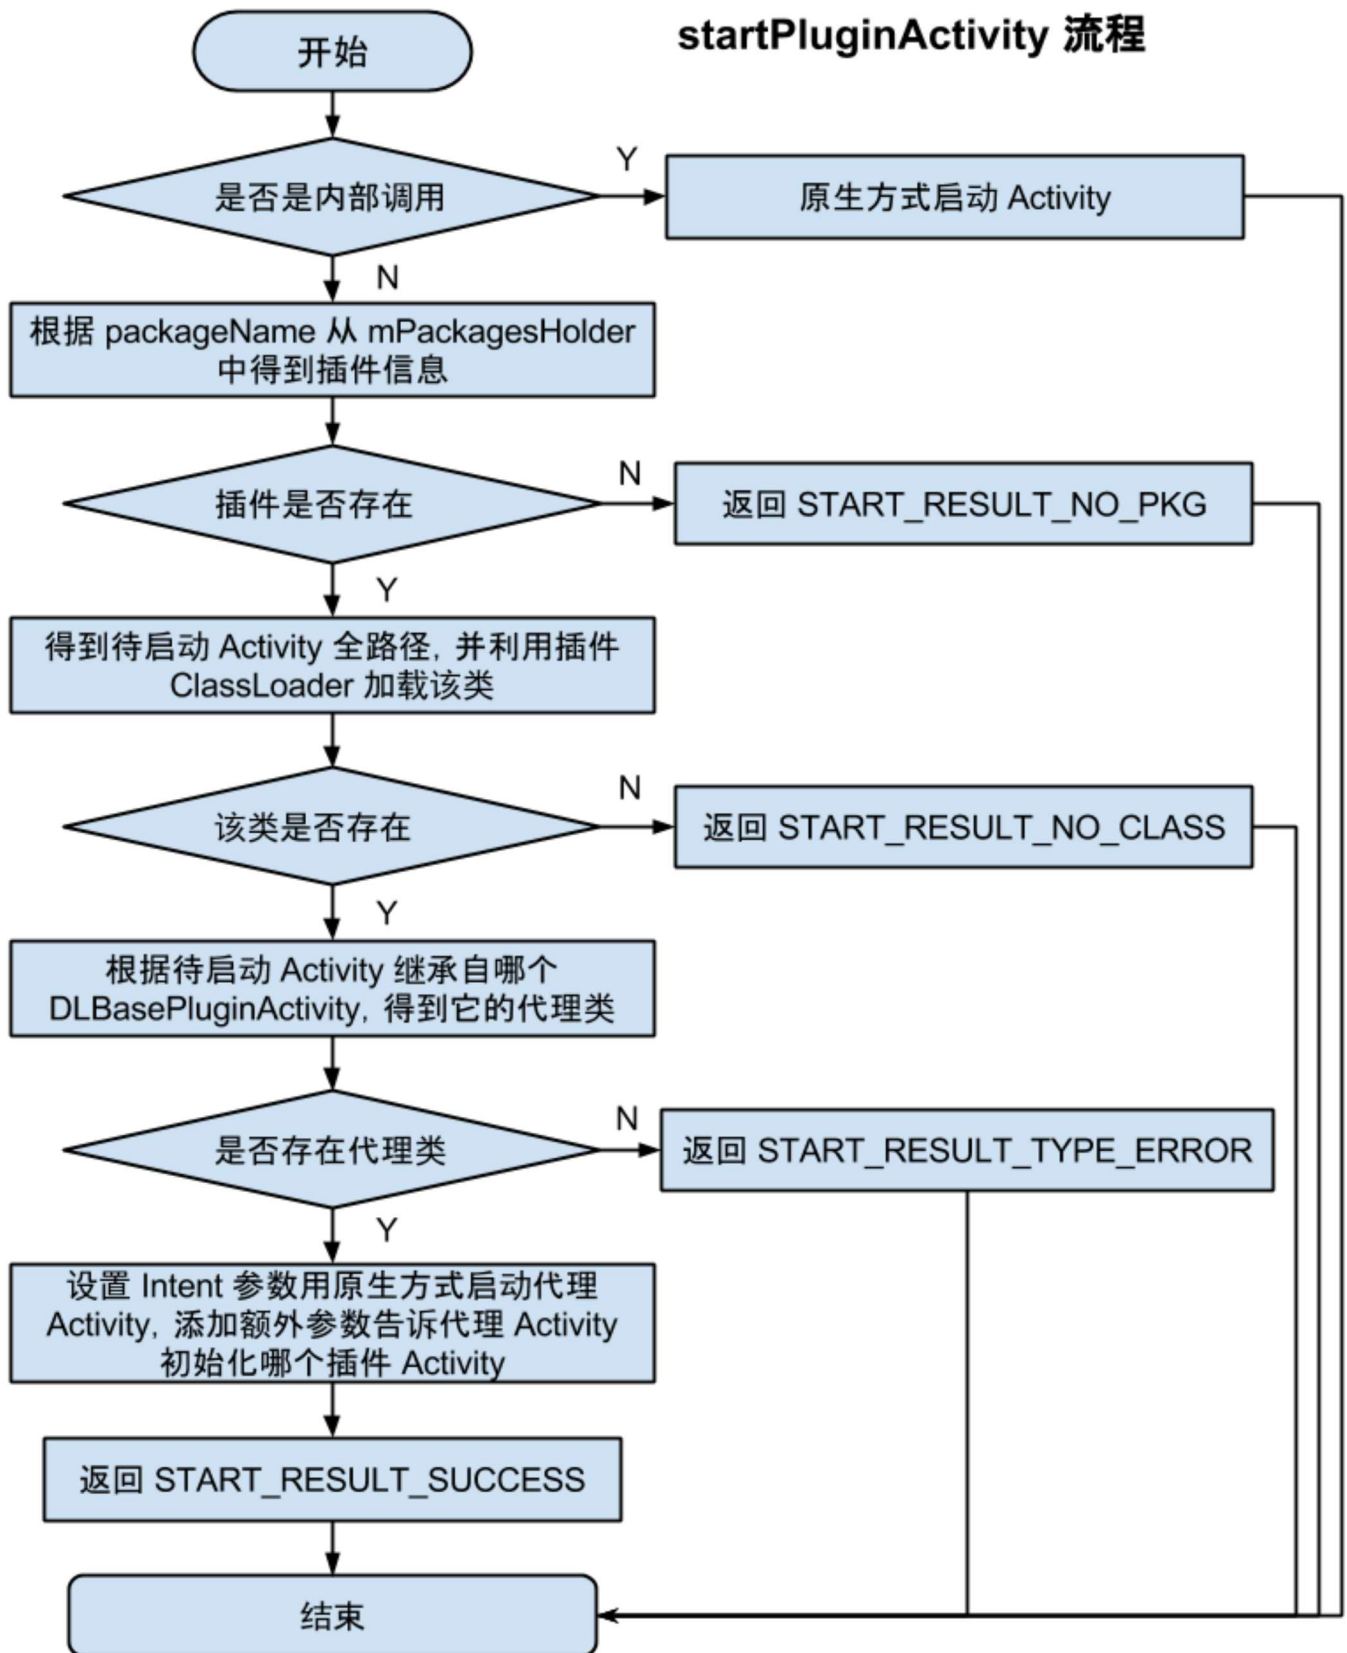 startPluginActivity 流程
开始
是否是内部调用
Y
原生方式启动 Activity
N
根据 packageName 从 mPackagesHolder
中得到插件信息
插件是否存在
N
返回 START_RESULT_NO_PKG
Y
得到待启动 Activity 全路径, 并利用插件
ClassLoader 加载该类
该类是否存在
N
返回 START_RESULT_NO_CLASS
Y
根据待启动 Activity 继承自哪个
DLBasePluginActivity, 得到它的代理类
是否存在代理类
N
返回 START_RESULT_TYPE_ERROR
Y
设置 Intent 参数用原生方式启动代理
Activity, 添加额外参数告诉代理 Activity
初始化哪个插件 Activity
返回 START_RESULT_SUCCESS
结束